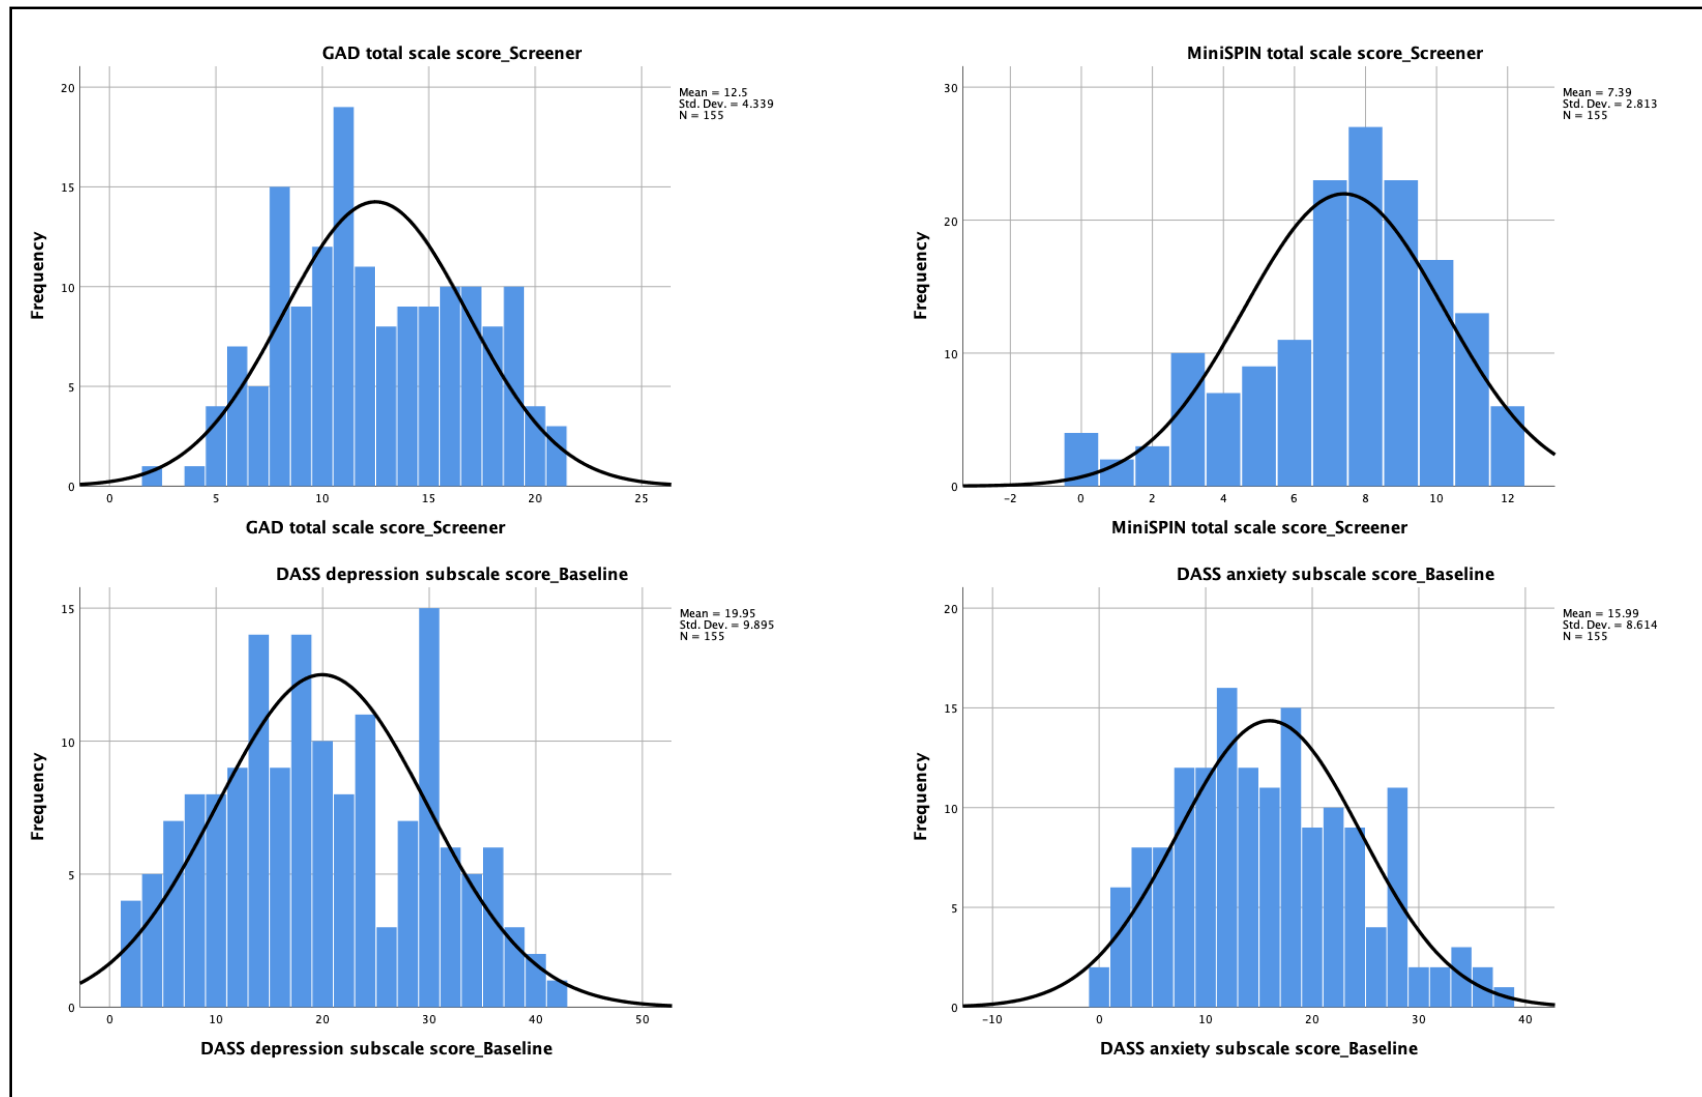 GAD total scale score_Screener
Mean = 12.5
Std. Dev. = 4.339
N = 155
Frequency
20
15
10
5
0
0 5 10 15 20 25
GAD total scale score_Screener
MiniSPIN total scale score_Screener
Mean = 7.39
Std. Dev. = 2.813
N = 155
Frequency
30
20
10
0
-2 0 2 4 6 8 10 12
MiniSPIN total scale score_Screener
DASS depression subscale score_Baseline
Mean = 19.95
Std. Dev. = 9.895
N = 155
Frequency
15
10
5
0
0 10 20 30 40 50
DASS depression subscale score_Baseline
DASS anxiety subscale score_Baseline
Mean = 15.99
Std. Dev. = 8.614
N = 155
Frequency
20
15
10
5
0
-10 0 10 20 30 40
DASS anxiety subscale score_Baseline